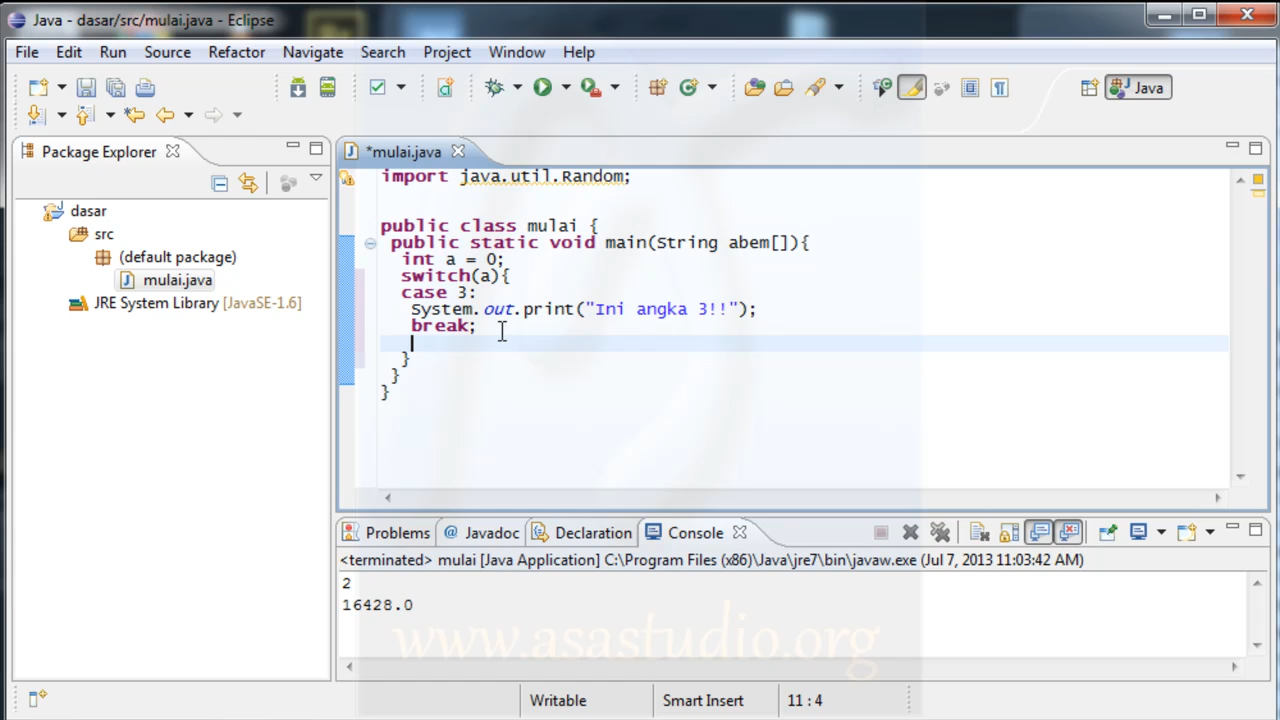 Java - dasar/src/mulai.java - Eclipse
File Edit Run Source Refactor Navigate Search Project Window Help
Java
Package Explorer
*mulai.java
dasar
src
(default package)
mulai.java
JRE System Library [JavaSE-1.6]
import java.util.Random;
public class mulai {
public static void main(String abem[]){
int a = 0;
switch(a){
case 3:
System.out.print("Ini angka 3!!");
break;
}
}
}
Problems @ Javadoc Declaration Console
<terminated> mulai [Java Application] C:\Program Files (x86)\Java\jre7\bin\javaw.exe (Jul 7, 2013 11:03:42 AM)
2
16428.0
www.asastudio.org
Writable Smart Insert 11 : 4